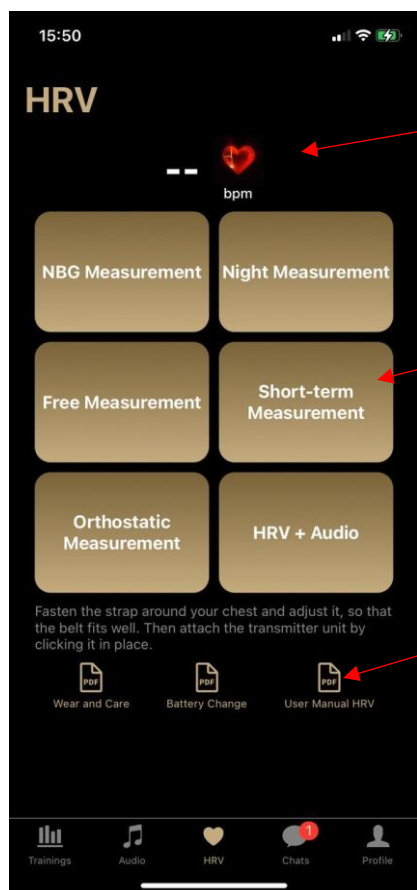 15:50
HRV
--
bpm
NBG Measurement
Night Measurement
Free Measurement
Short-term
Measurement
Orthostatic
Measurement
HRV + Audio
Fasten the strap around your chest and adjust it, so that
the belt fits well. Then attach the transmitter unit by
clicking it in place.
PDF
PDF
PDF
Wear and Care
Battery Change
User Manual HRV
1
Trainings
Audio
HRV
Chats
Profile